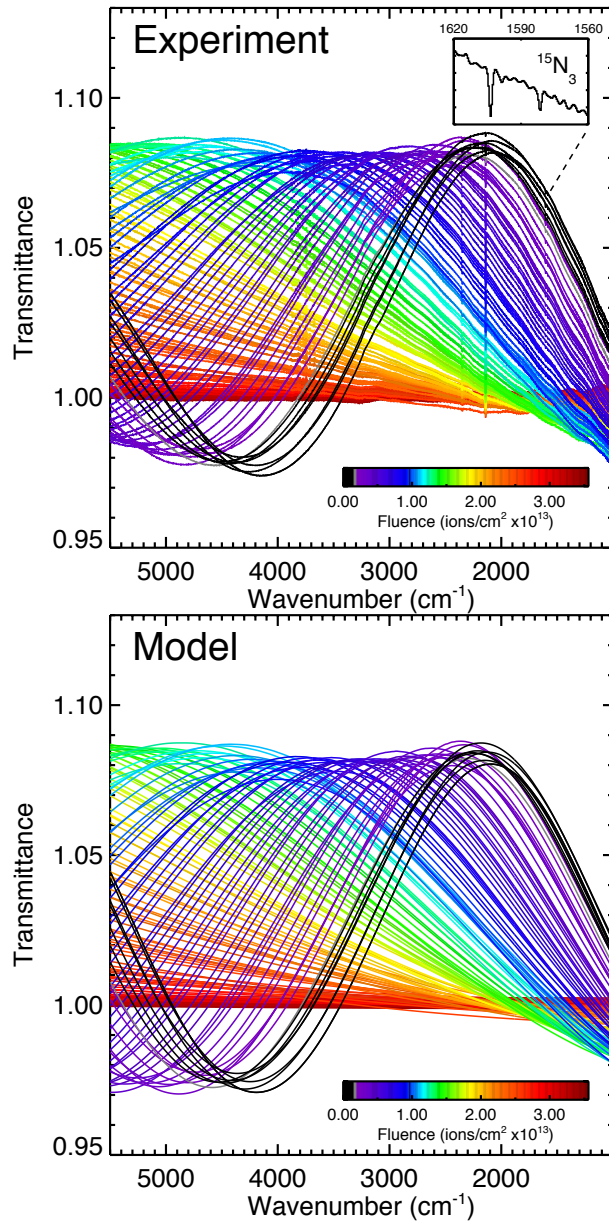 Experiment
1620 1590 1560
¹⁵N₃
1.10
1.05
1.00
0.95
Transmittance
0.00 1.00 2.00 3.00
Fluence (ions/cm² x10¹³)
5000 4000 3000 2000
Wavenumber (cm⁻¹)
Model
1.10
1.05
1.00
0.95
Transmittance
0.00 1.00 2.00 3.00
Fluence (ions/cm² x10¹³)
5000 4000 3000 2000
Wavenumber (cm⁻¹)